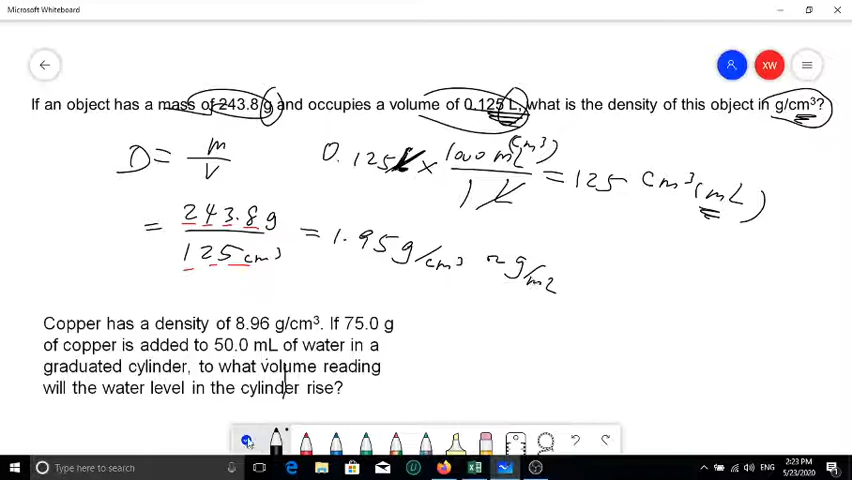 Microsoft Whiteboard
XW
If an object has a mass of 243.8 g and occupies a volume of 0.125 L, what is the density of this object in g/cm³?
D = m/V
0.125L × 1000 mL (cm³) / 1 L = 125 cm³ (mL)
= 243.8g / 125cm³ = 1.95 g/cm³ ~ g/mL
Copper has a density of 8.96 g/cm³. If 75.0 g
of copper is added to 50.0 mL of water in a
graduated cylinder, to what volume reading
will the water level in the cylinder rise?
Type here to search
ENG
2:23 PM
5/23/2020